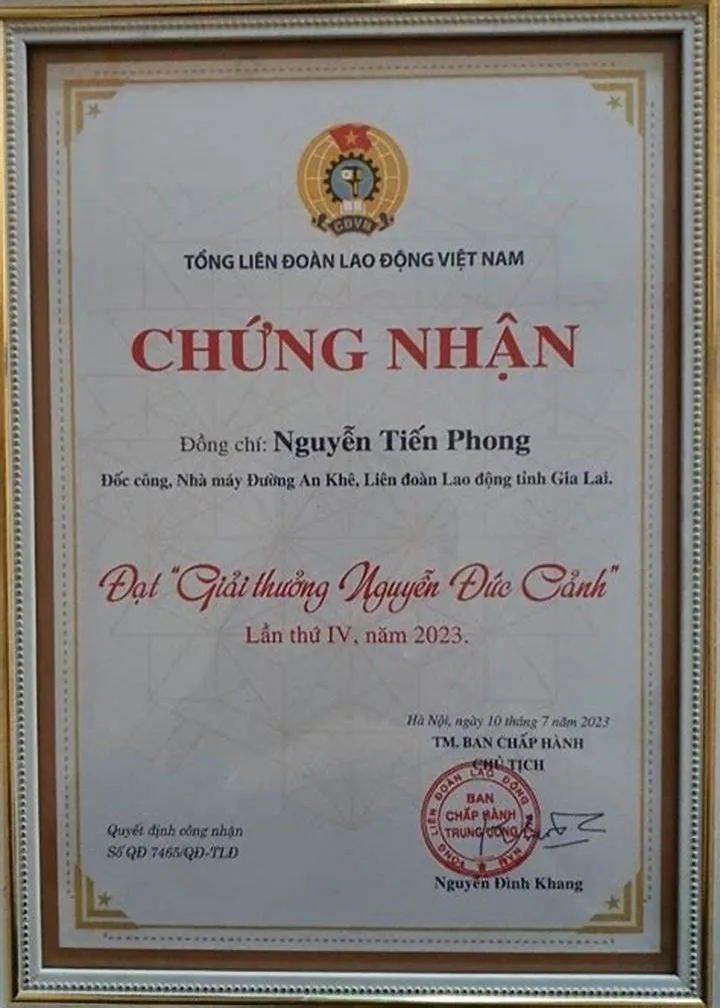 CĐVN
TỔNG LIÊN ĐOÀN LAO ĐỘNG VIỆT NAM
CHỨNG NHẬN
Đồng chí: Nguyễn Tiến Phong
Đốc công, Nhà máy Đường An Khê, Liên đoàn Lao động tỉnh Gia Lai.
Đạt "Giải thưởng Nguyễn Đức Cảnh"
Lần thứ IV, năm 2023.
Hà Nội, ngày 10 tháng 7 năm 2023
TM. BAN CHẤP HÀNH
CHỦ TỊCH
TỔNG LIÊN ĐOÀN LAO ĐỘNG VIỆT NAM
BAN
CHẤP HÀNH
TRUNG ƯƠNG
Quyết định công nhận
Số QĐ 7465/QĐ-TLĐ
Nguyễn Đình Khang